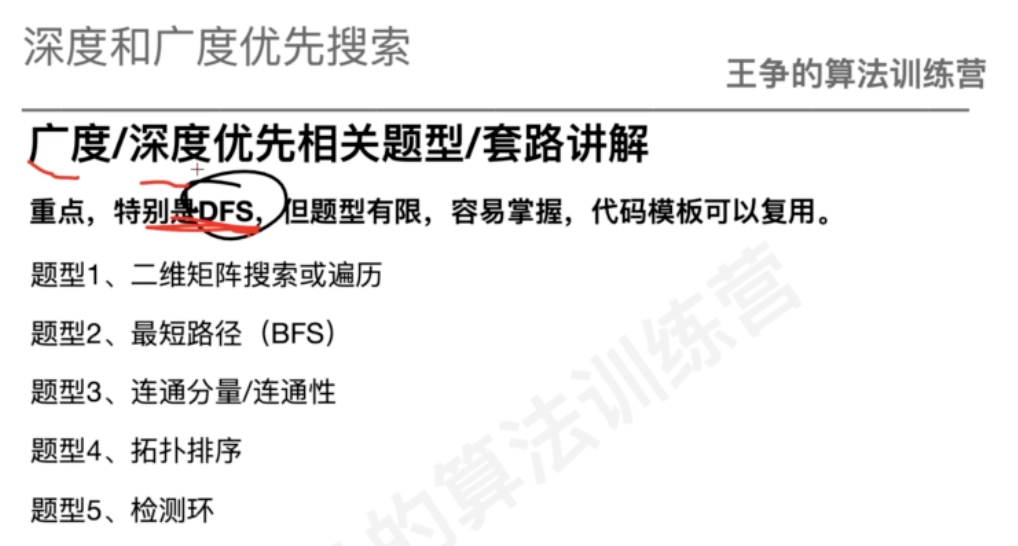 深度和广度优先搜索
王争的算法训练营
广度/深度优先相关题型/套路讲解
重点，特别是DFS，但题型有限，容易掌握，代码模板可以复用。
题型1、二维矩阵搜索或遍历
题型2、最短路径（BFS）
题型3、连通分量/连通性
题型4、拓扑排序
题型5、检测环
的算法训练营